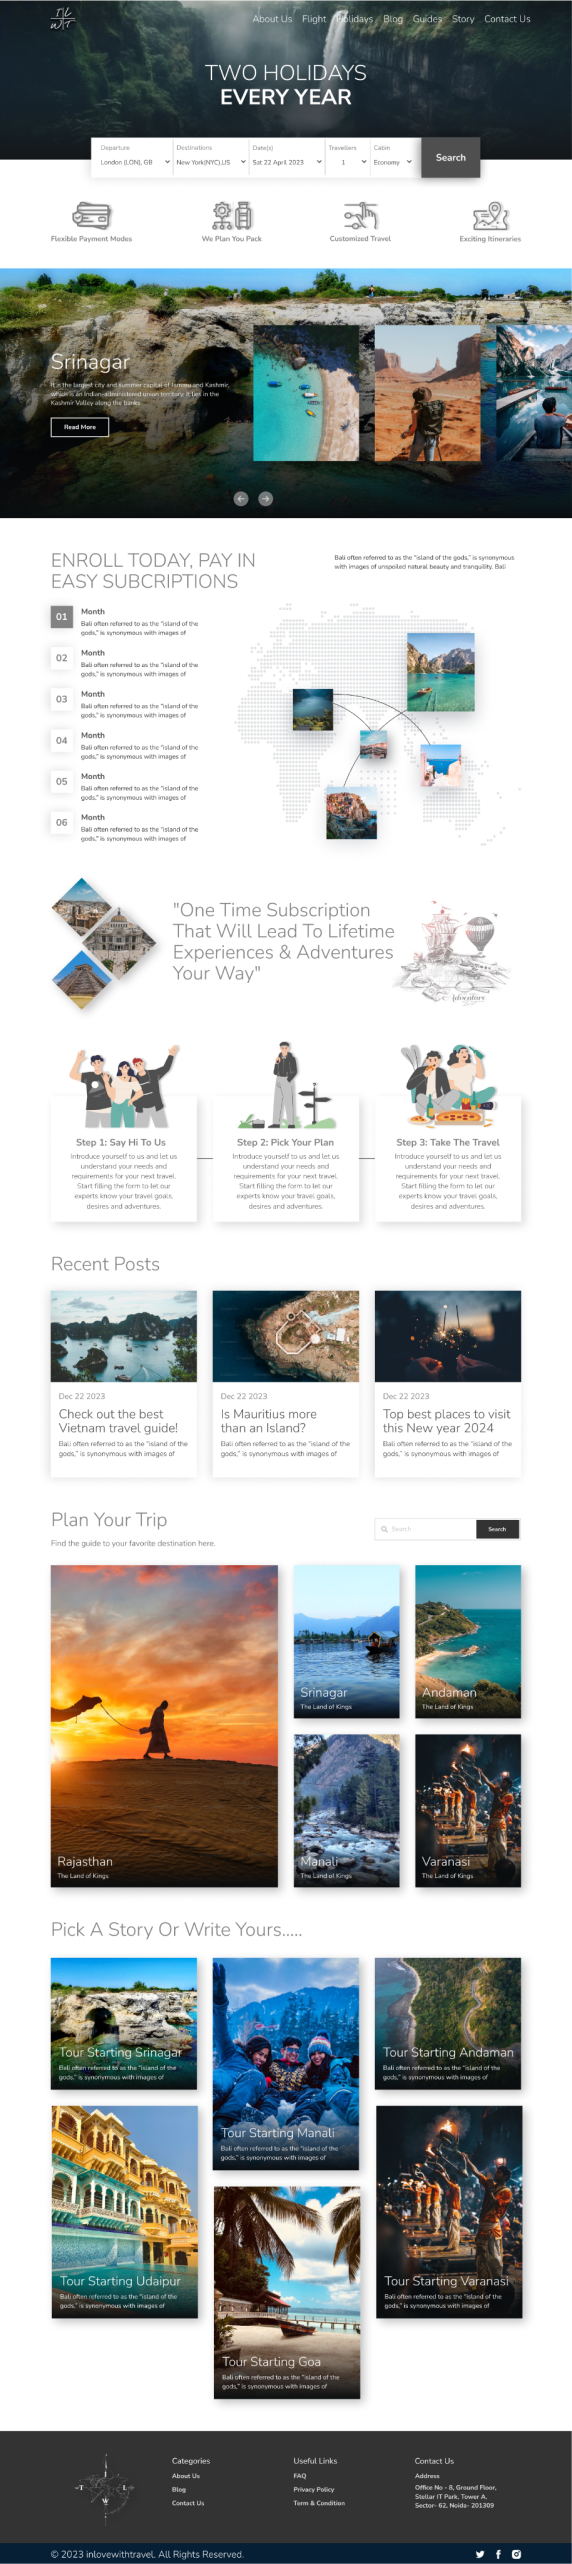 About Us Flight Holidays Blog Guides Story Contact Us
TWO HOLIDAYS
EVERY YEAR
Departure Destinations Date(s) Travellers Cabin
London (LON), GB New York(NYC),US Sat 22 April 2023 1 Economy
Search
Flexible Payment Modes We Plan You Pack Customized Travel Exciting Itineraries
Srinagar
It is the largest city and summer capital of Jammu and Kashmir,
which is an Indian-administered union territory. It lies in the
Kashmir Valley along the banks
Read More
ENROLL TODAY, PAY IN
EASY SUBCRIPTIONS
Bali often referred to as the "island of the gods," is synonymous
with images of unspoiled natural beauty and tranquility. Bali
01 Month
Bali often referred to as the "island of the
gods," is synonymous with images of
02 Month
Bali often referred to as the "island of the
gods," is synonymous with images of
03 Month
Bali often referred to as the "island of the
gods," is synonymous with images of
04 Month
Bali often referred to as the "island of the
gods," is synonymous with images of
05 Month
Bali often referred to as the "island of the
gods," is synonymous with images of
06 Month
Bali often referred to as the "island of the
gods," is synonymous with images of
"One Time Subscription
That Will Lead To Lifetime
Experiences & Adventures
Your Way"
Adventure
Step 1: Say Hi To Us
Introduce yourself to us and let us
understand your needs and
requirements for your next travel.
Start filling the form to let our
experts know your travel goals,
desires and adventures.
Step 2: Pick Your Plan
Introduce yourself to us and let us
understand your needs and
requirements for your next travel.
Start filling the form to let our
experts know your travel goals,
desires and adventures.
Step 3: Take The Travel
Introduce yourself to us and let us
understand your needs and
requirements for your next travel.
Start filling the form to let our
experts know your travel goals,
desires and adventures.
Recent Posts
Dec 22 2023
Check out the best
Vietnam travel guide!
Bali often referred to as the "island of the
gods," is synonymous with images of
Dec 22 2023
Is Mauritius more
than an Island?
Bali often referred to as the "island of the
gods," is synonymous with images of
Dec 22 2023
Top best places to visit
this New year 2024
Bali often referred to as the "island of the
gods," is synonymous with images of
Plan Your Trip
Find the guide to your favorite destination here.
Search Search
Rajasthan
The Land of Kings
Srinagar
The Land of Kings
Andaman
The Land of Kings
Manali
The Land of Kings
Varanasi
The Land of Kings
Pick A Story Or Write Yours.....
Tour Starting Srinagar
Bali often referred to as the "island of the
gods," is synonymous with images of
Tour Starting Manali
Bali often referred to as the "island of the
gods," is synonymous with images of
Tour Starting Andaman
Bali often referred to as the "island of the
gods," is synonymous with images of
Tour Starting Udaipur
Bali often referred to as the "island of the
gods," is synonymous with images of
Tour Starting Goa
Bali often referred to as the "island of the
gods," is synonymous with images of
Tour Starting Varanasi
Bali often referred to as the "island of the
gods," is synonymous with images of
I
T L
W
Categories
About Us
Blog
Contact Us
Useful Links
FAQ
Privacy Policy
Term & Condition
Contact Us
Address
Office No - 8, Ground Floor,
Stellar IT Park, Tower A,
Sector- 62, Noida- 201309
© 2023 inlovewithtravel. All Rights Reserved.